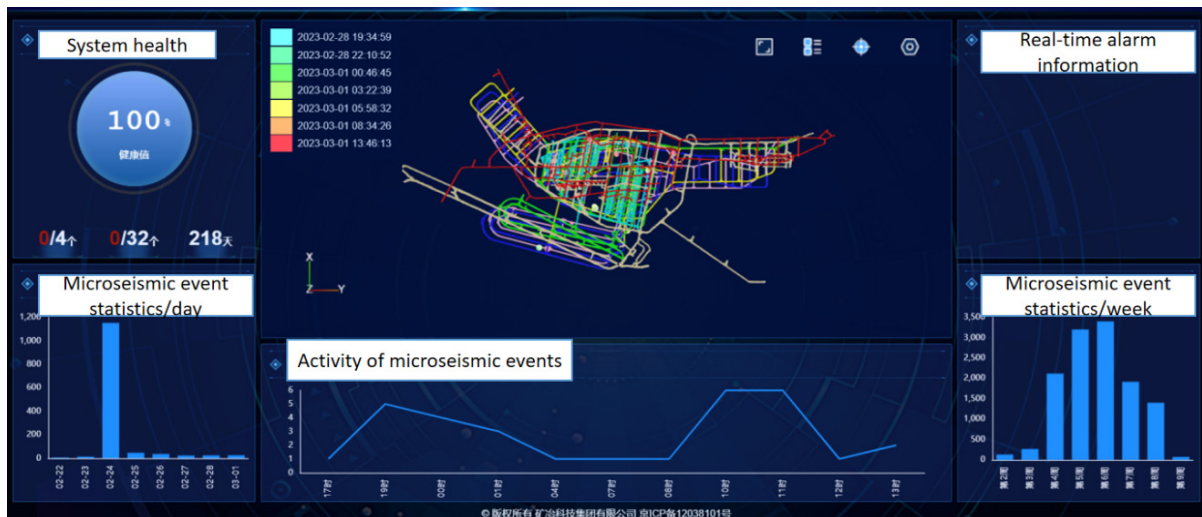 System health
100 %
健康值
0/4个
0/32个
218天
2023-02-28 19:34:59
2023-02-28 22:10:52
2023-03-01 00:46:45
2023-03-01 03:22:39
2023-03-01 05:58:32
2023-03-01 08:34:26
2023-03-01 13:46:13
X
Z
Y
Real-time alarm
information
Microseismic event
statistics/day
1,200
1,000
800
600
400
200
0
02-22
02-23
02-24
02-25
02-26
02-27
02-28
03-01
Activity of microseismic events
6
5
4
3
2
1
0
17时
19时
00时
01时
04时
07时
08时
10时
11时
12时
13时
Microseismic event
statistics/week
3,500
3,000
2,500
2,000
1,500
1,000
500
0
第2周
第3周
第4周
第5周
第6周
第7周
第8周
第9周
© 版权所有 矿冶科技集团有限公司 京ICP备12038101号